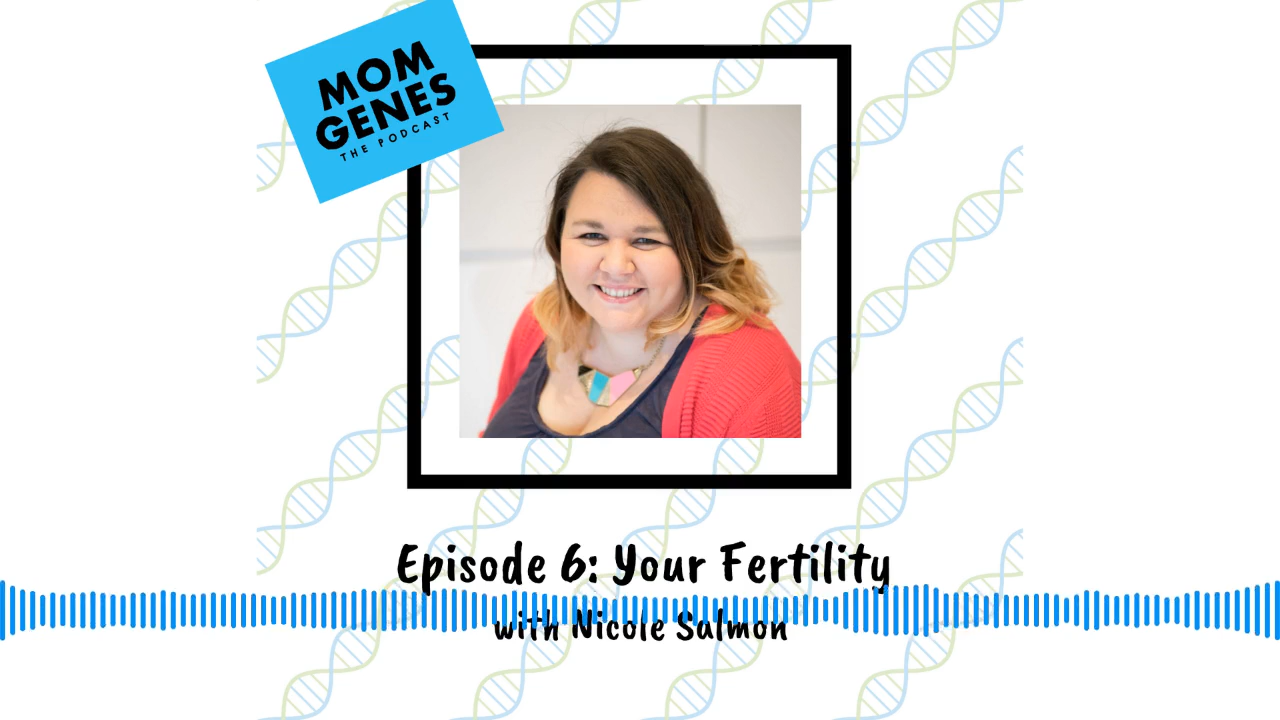 MOM
GENES
THE PODCAST
Episode 6: Your Fertility
with Nicole Salmon